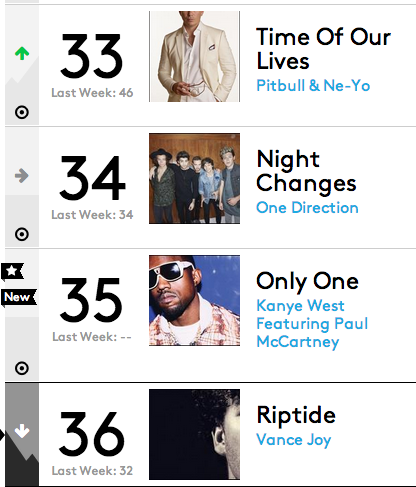 33
Last Week: 46
Time Of Our
Lives
Pitbull & Ne-Yo
34
Last Week: 34
Night
Changes
One Direction
New
35
Last Week: --
Only One
Kanye West
Featuring Paul
McCartney
36
Last Week: 32
Riptide
Vance Joy